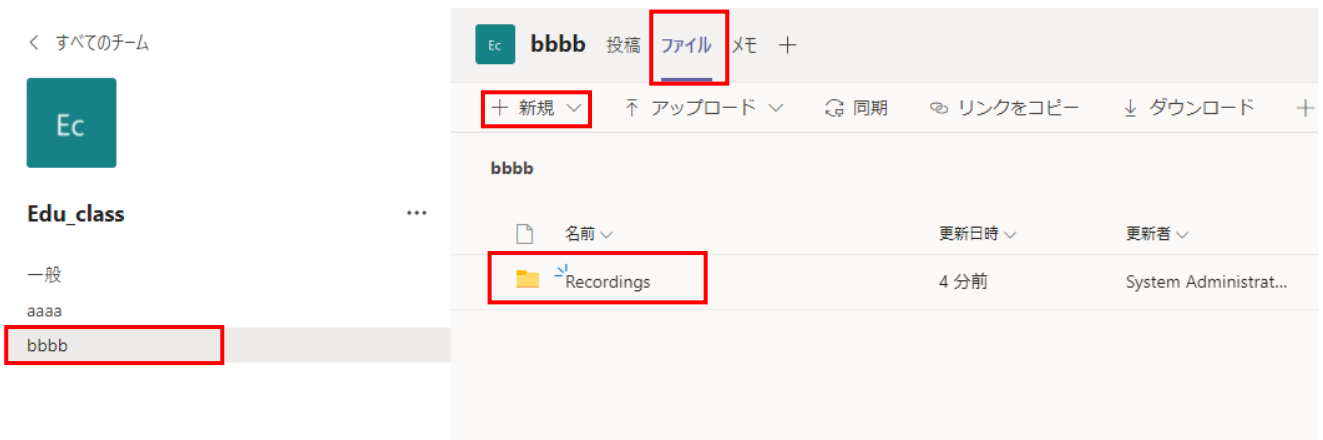 すべてのチーム
Ec
Edu_class
...
一般
aaaa
bbbb
Ec bbbb 投稿 ファイル メモ +
+ 新規 アップロード 同期 リンクをコピー ダウンロード +
bbbb
名前 更新日時 更新者
Recordings 4 分前 System Administrat...